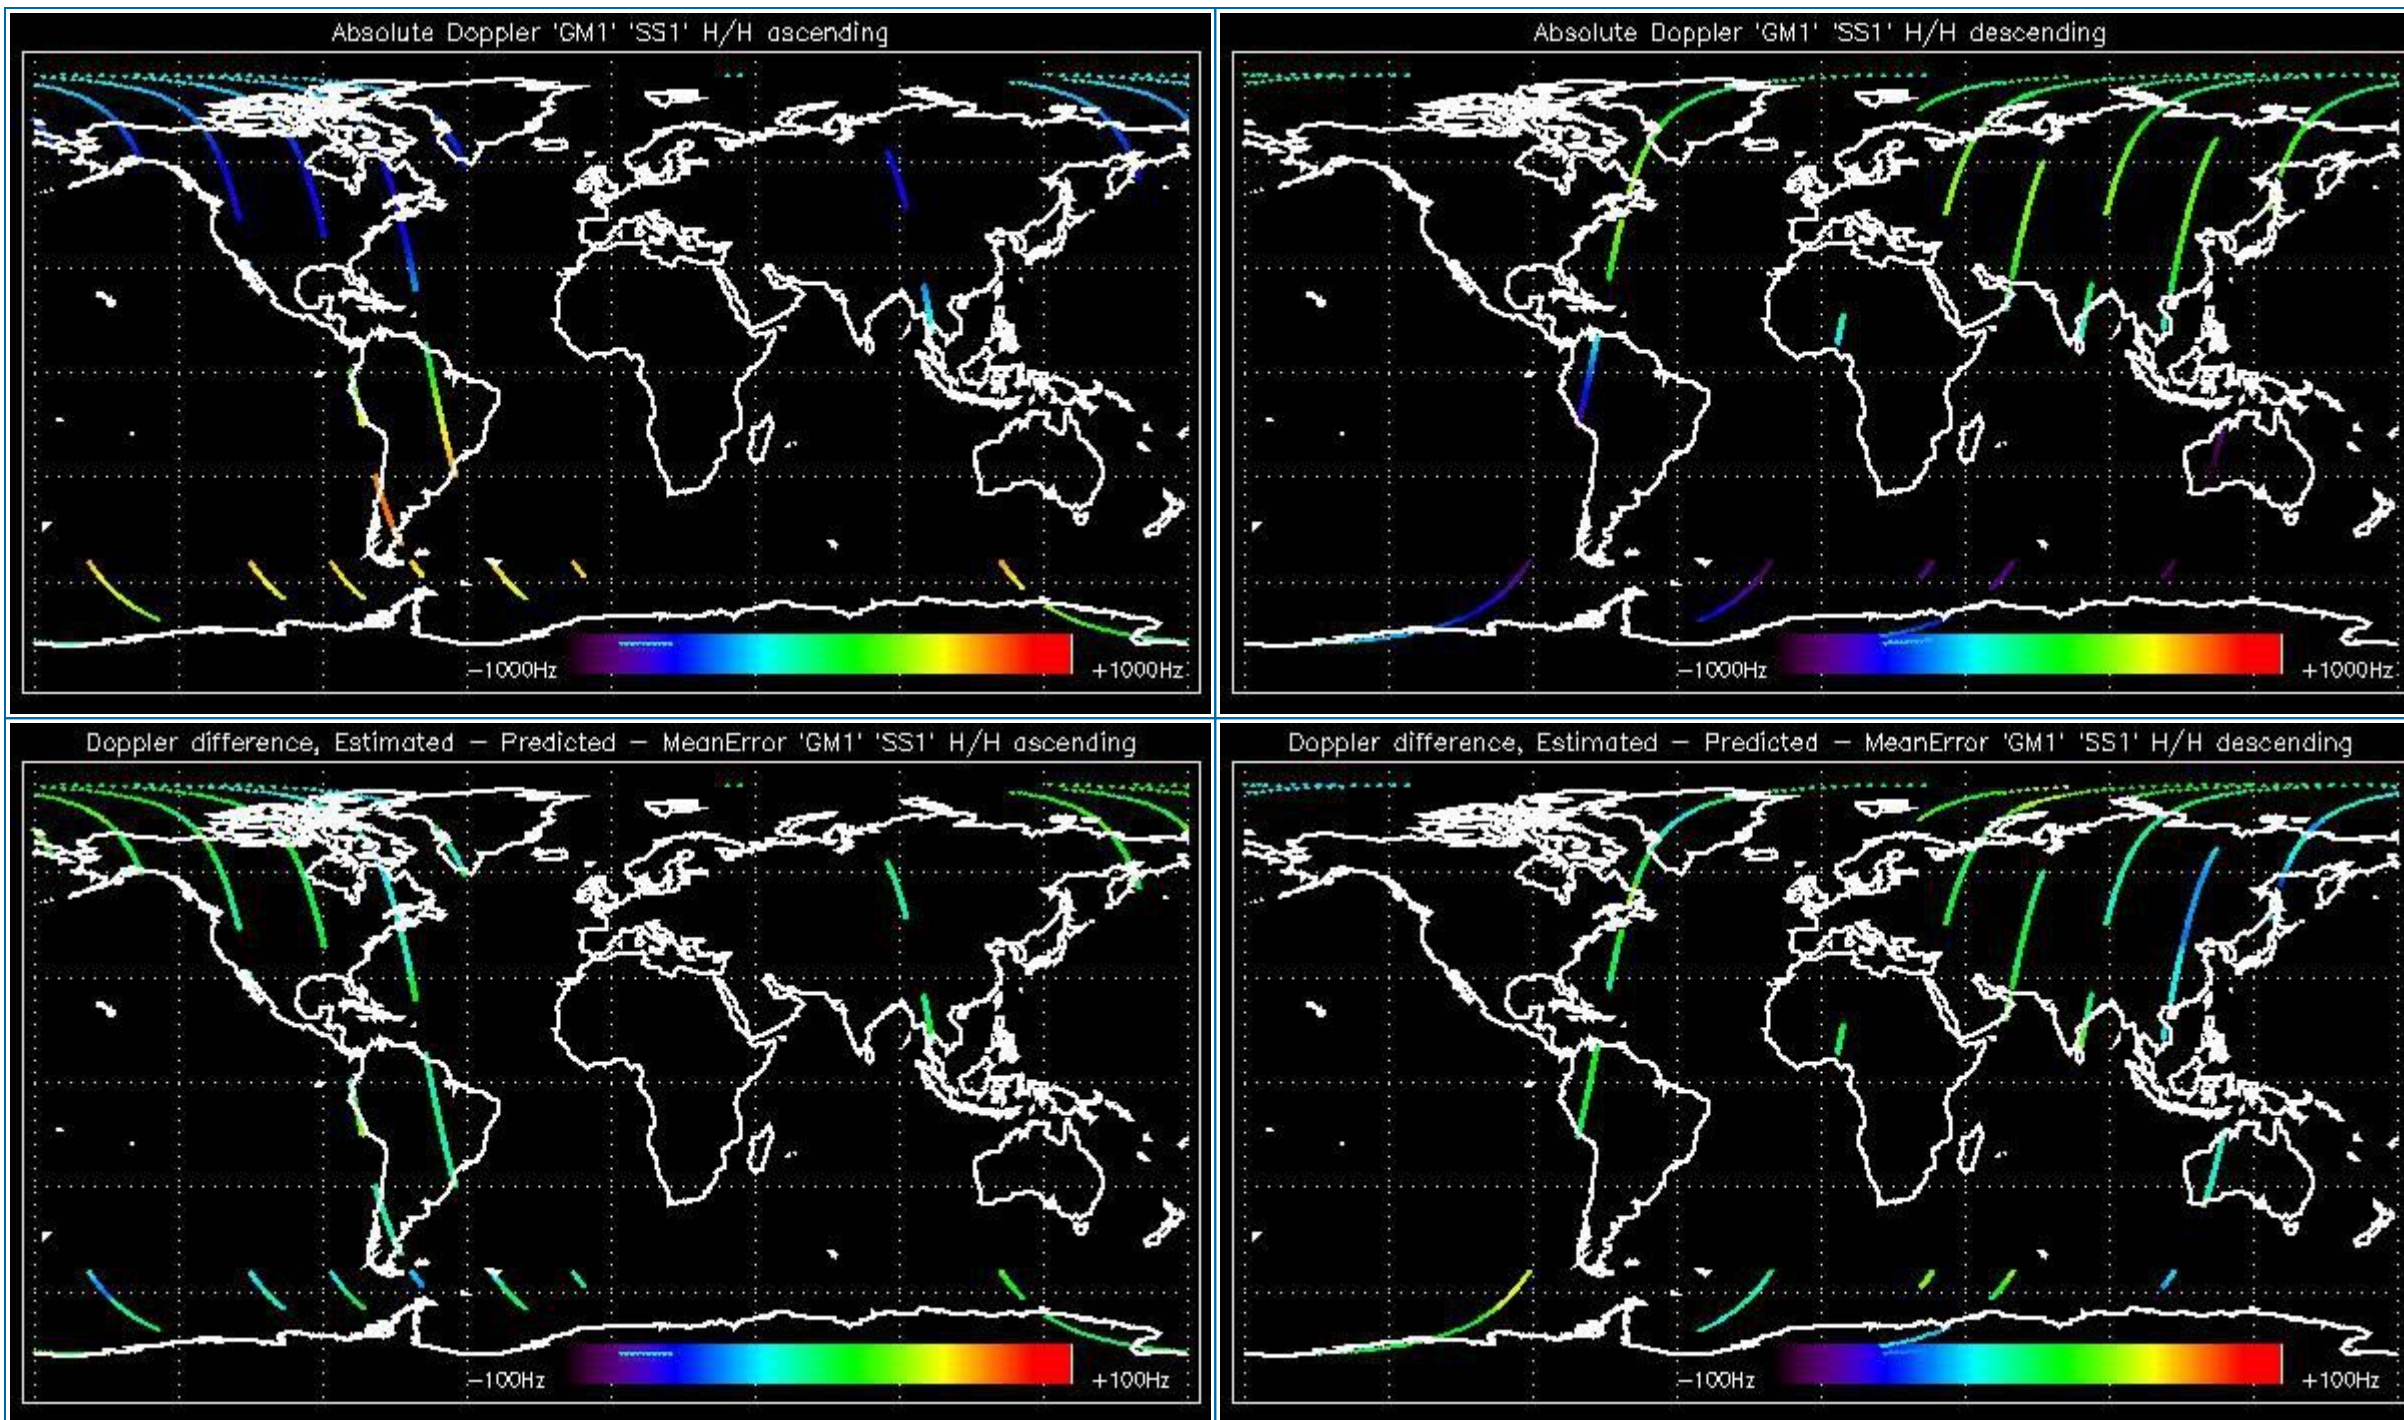 Absolute Doppler 'GM1' 'SS1' H/H ascending
−1000Hz
+1000Hz
Absolute Doppler 'GM1' 'SS1' H/H descending
−1000Hz
+1000Hz
Doppler difference, Estimated − Predicted − MeanError 'GM1' 'SS1' H/H ascending
−100Hz
+100Hz
Doppler difference, Estimated − Predicted − MeanError 'GM1' 'SS1' H/H descending
−100Hz
+100Hz